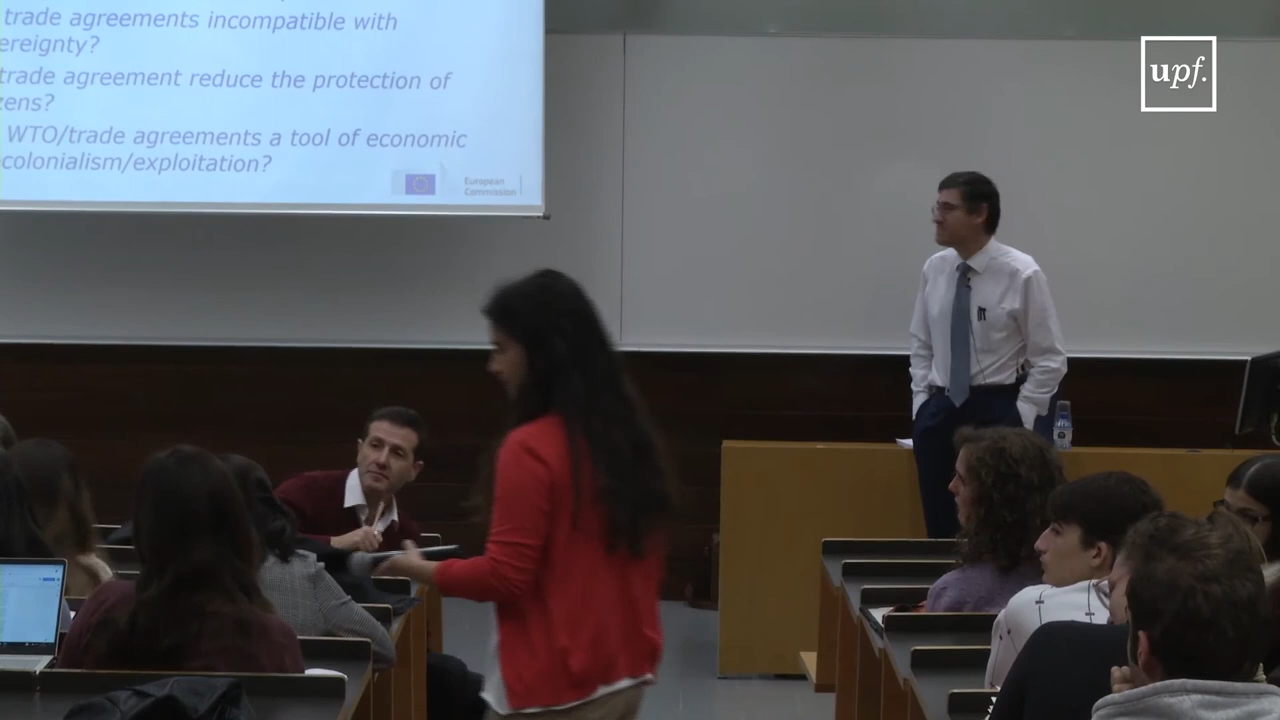 trade agreements incompatible with
ereignty?
trade agreement reduce the protection of
zens?
WTO/trade agreements a tool of economic
colonialism/exploitation?
European
Commission
upf.